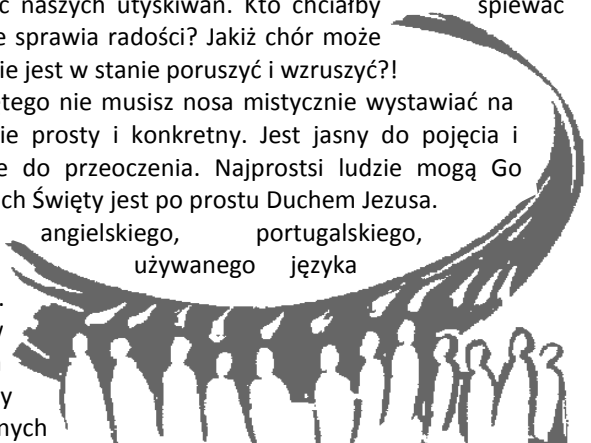 ć naszych utyskiwań. Kto chciałby śpiewać
e sprawia radości? Jakiż chór może
ie jest w stanie poruszyć i wzruszyć?!
ętego nie musisz nosa mistycznie wystawiać na
ie prosty i konkretny. Jest jasny do pojęcia i
e do przeoczenia. Najprostsi ludzie mogą Go
ch Święty jest po prostu Duchem Jezusa.
angielskiego, portugalskiego,
używanego języka
y
nych